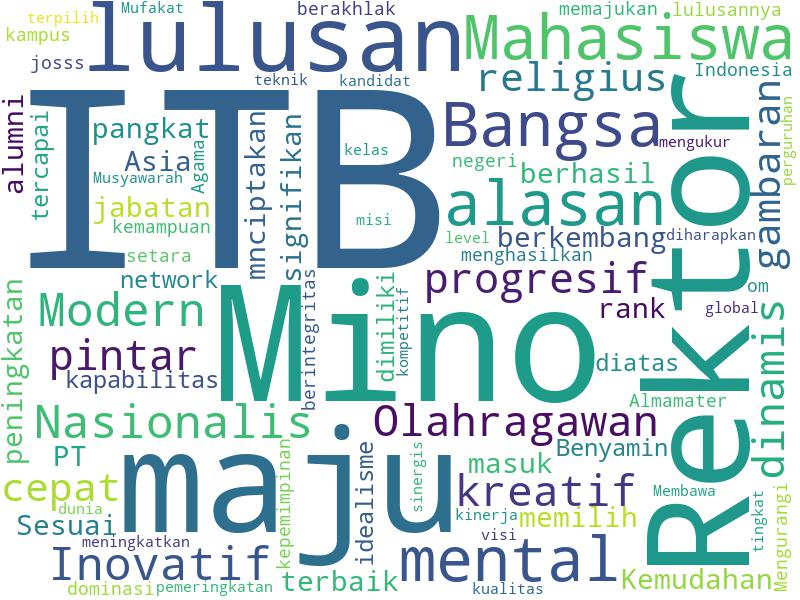 terpilih
Mufakat
berakhlak
memajukan
lulusannya
kampus
lulusan
Mahasiswa
josss
teknik
kandidat
religius
Indonesia
alumni
tercapai
ITB
pangkat
Asia
Agama
Musyawarah
jabatan
kemampuan
setara
network
mnciptakan
signifikan
kelas
misi
Bangsa
mengukur
negeri
berhasil
alasan
level
berkembang
diharapkan
menghasilkan
Rektor
gambaran
perguruhan
Modern
Mino
progresif
rank
om
global
dinamis
peningkatan
pintar
kapabilitas
berintegritas
dimiliki
kompetitif
diatas
Almamater
Nasionalis
Olahragawan
PT
Benyamin
cepat
maju
masuk
kreatif
Membawa
dunia
Sesuai
kepemimpinan
idealisme
sinergis
kinerja
memilih
tingkat
Mengurangi
meningkatkan
visi
Inovatif
mental
terbaik
Kemudahan
dominasi
pemeringkatan
kualitas